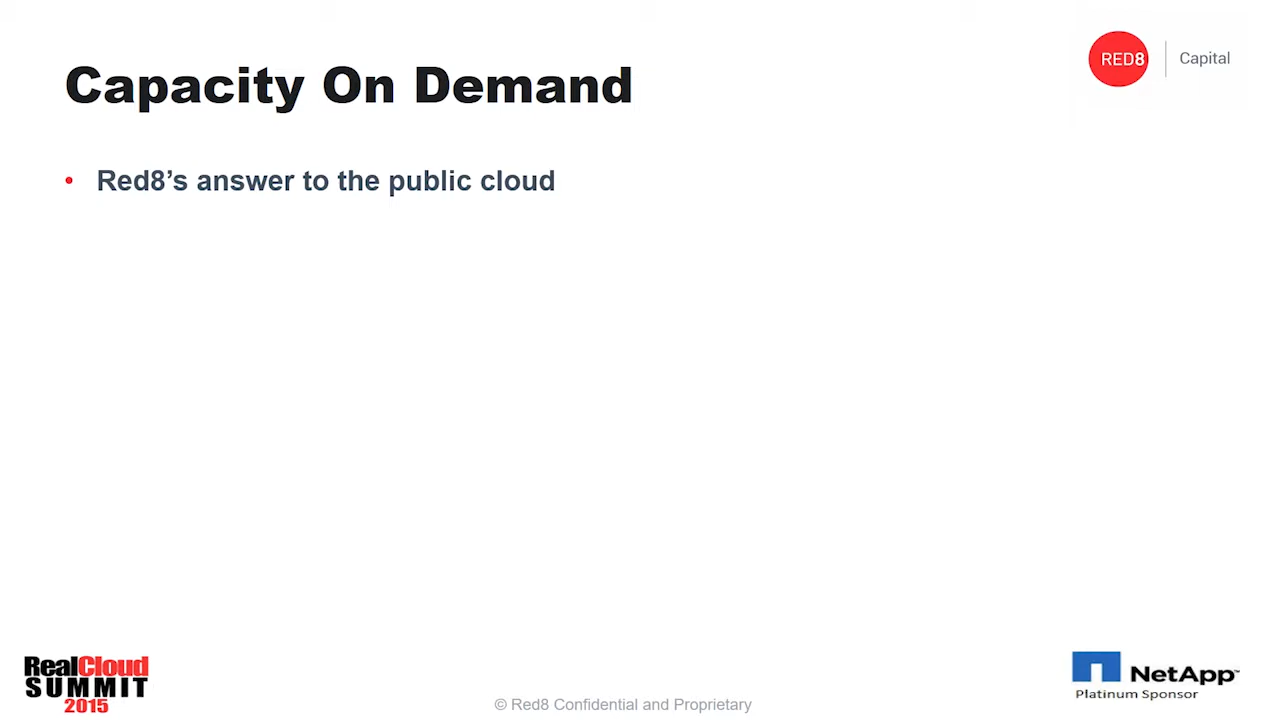 RED8 Capital
Capacity On Demand
• Red8’s answer to the public cloud
RealCloud
SUMMIT
2015
© Red8 Confidential and Proprietary
NetApp™
Platinum Sponsor